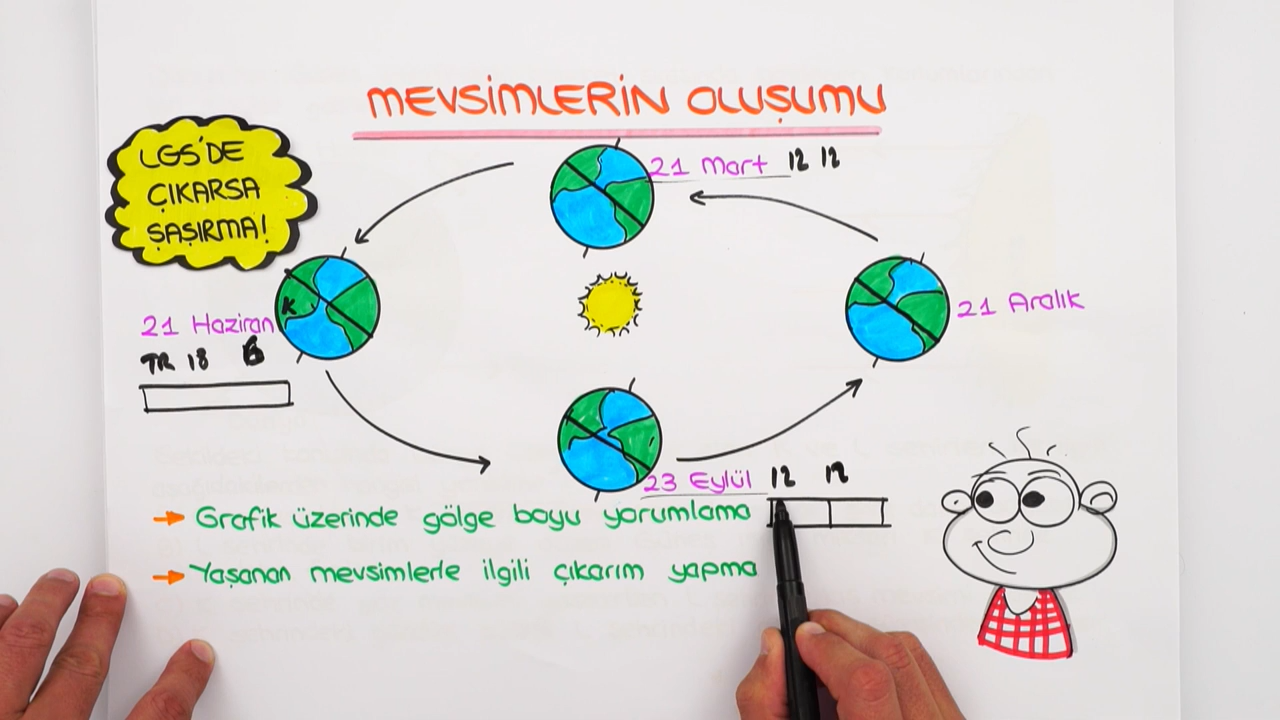 MEVSİMLERİN OLUŞUMU
LGS'DE
ÇIKARSA
ŞAŞIRMA!
21 Mart 12 12
K
21 Haziran
TR 18 6
21 Aralık
23 Eylül 12 12
→ Grafik üzerinde gölge boyu yorumlama
→ Yaşanan mevsimlerle ilgili çıkarım yapma